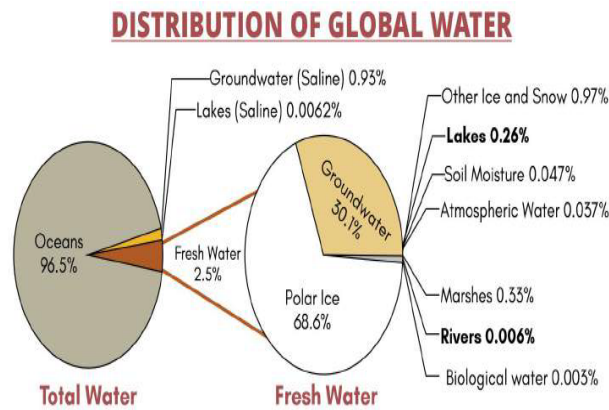 DISTRIBUTION OF GLOBAL WATER
Groundwater (Saline) 0.93%
Lakes (Saline) 0.0062%
Oceans
96.5%
Fresh Water
2.5%
Total Water
Groundwater
30.1%
Polar Ice
68.6%
Other Ice and Snow 0.97%
Lakes 0.26%
Soil Moisture 0.047%
Atmospheric Water 0.037%
Marshes 0.33%
Rivers 0.006%
Biological water 0.003%
Fresh Water